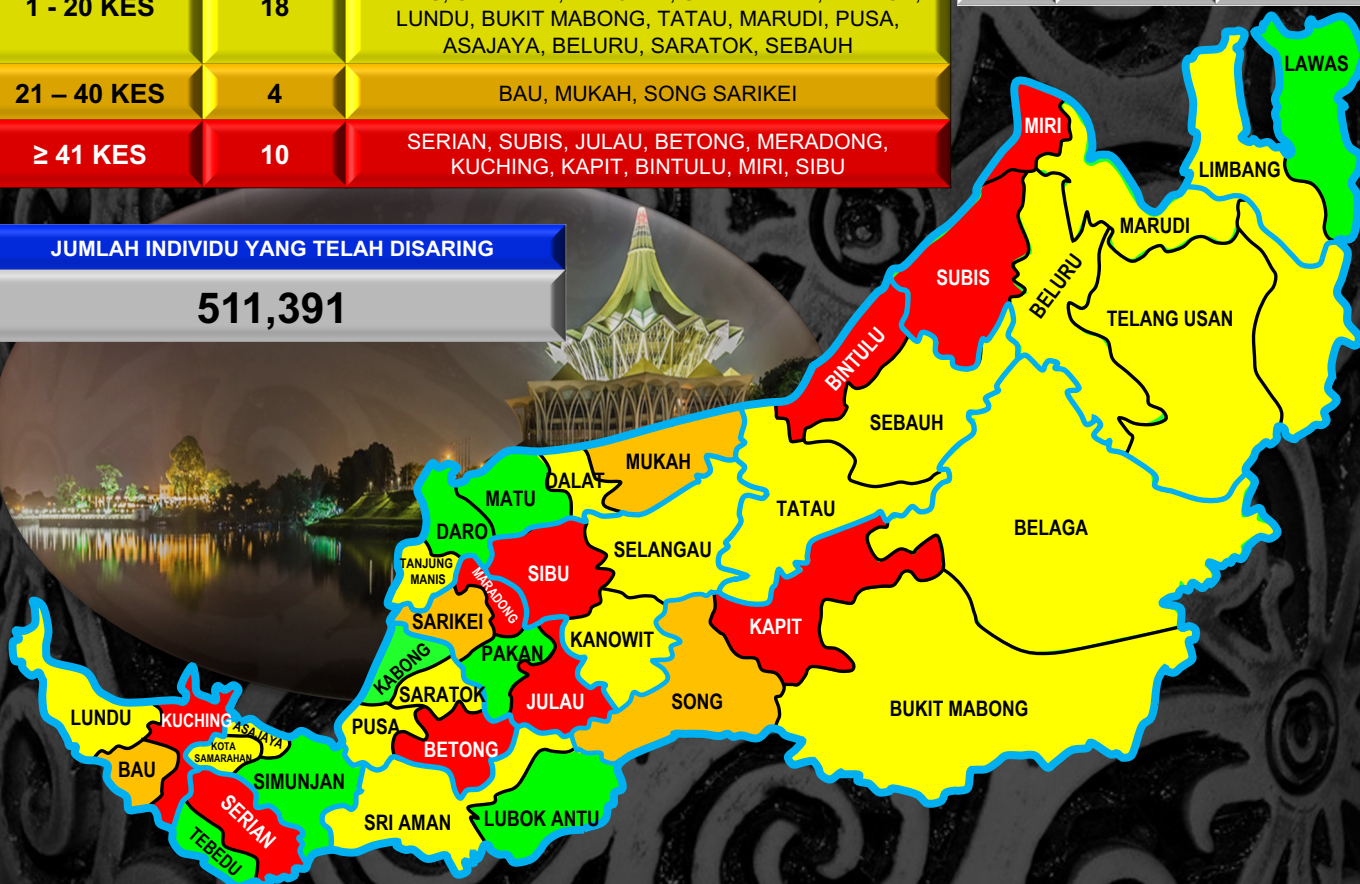 1 - 20 KES
18
LUNDU, BUKIT MABONG, TATAU, MARUDI, PUSA,
ASAJAYA, BELURU, SARATOK, SEBAUH
21 – 40 KES
4
BAU, MUKAH, SONG SARIKEI
≥ 41 KES
10
SERIAN, SUBIS, JULAU, BETONG, MERADONG,
KUCHING, KAPIT, BINTULU, MIRI, SIBU
JUMLAH INDIVIDU YANG TELAH DISARING
511,391
LAWAS
MIRI
LIMBANG
MARUDI
SUBIS
BELURU
TELANG USAN
BINTULU
SEBAUH
MUKAH
DALAT
MATU
TATAU
DARO
BELAGA
SELANGAU
TANJUNG
MANIS
SIBU
MARADONG
SARIKEI
KAPIT
KANOWIT
PAKAN
KABONG
SARATOK
JULAU
SONG
BUKIT MABONG
LUNDU
KUCHING
ASAJAYA
PUSA
BETONG
KOTA
SAMARAHAN
BAU
SIMUNJAN
SERIAN
SRI AMAN
LUBOK ANTU
TEBEDU